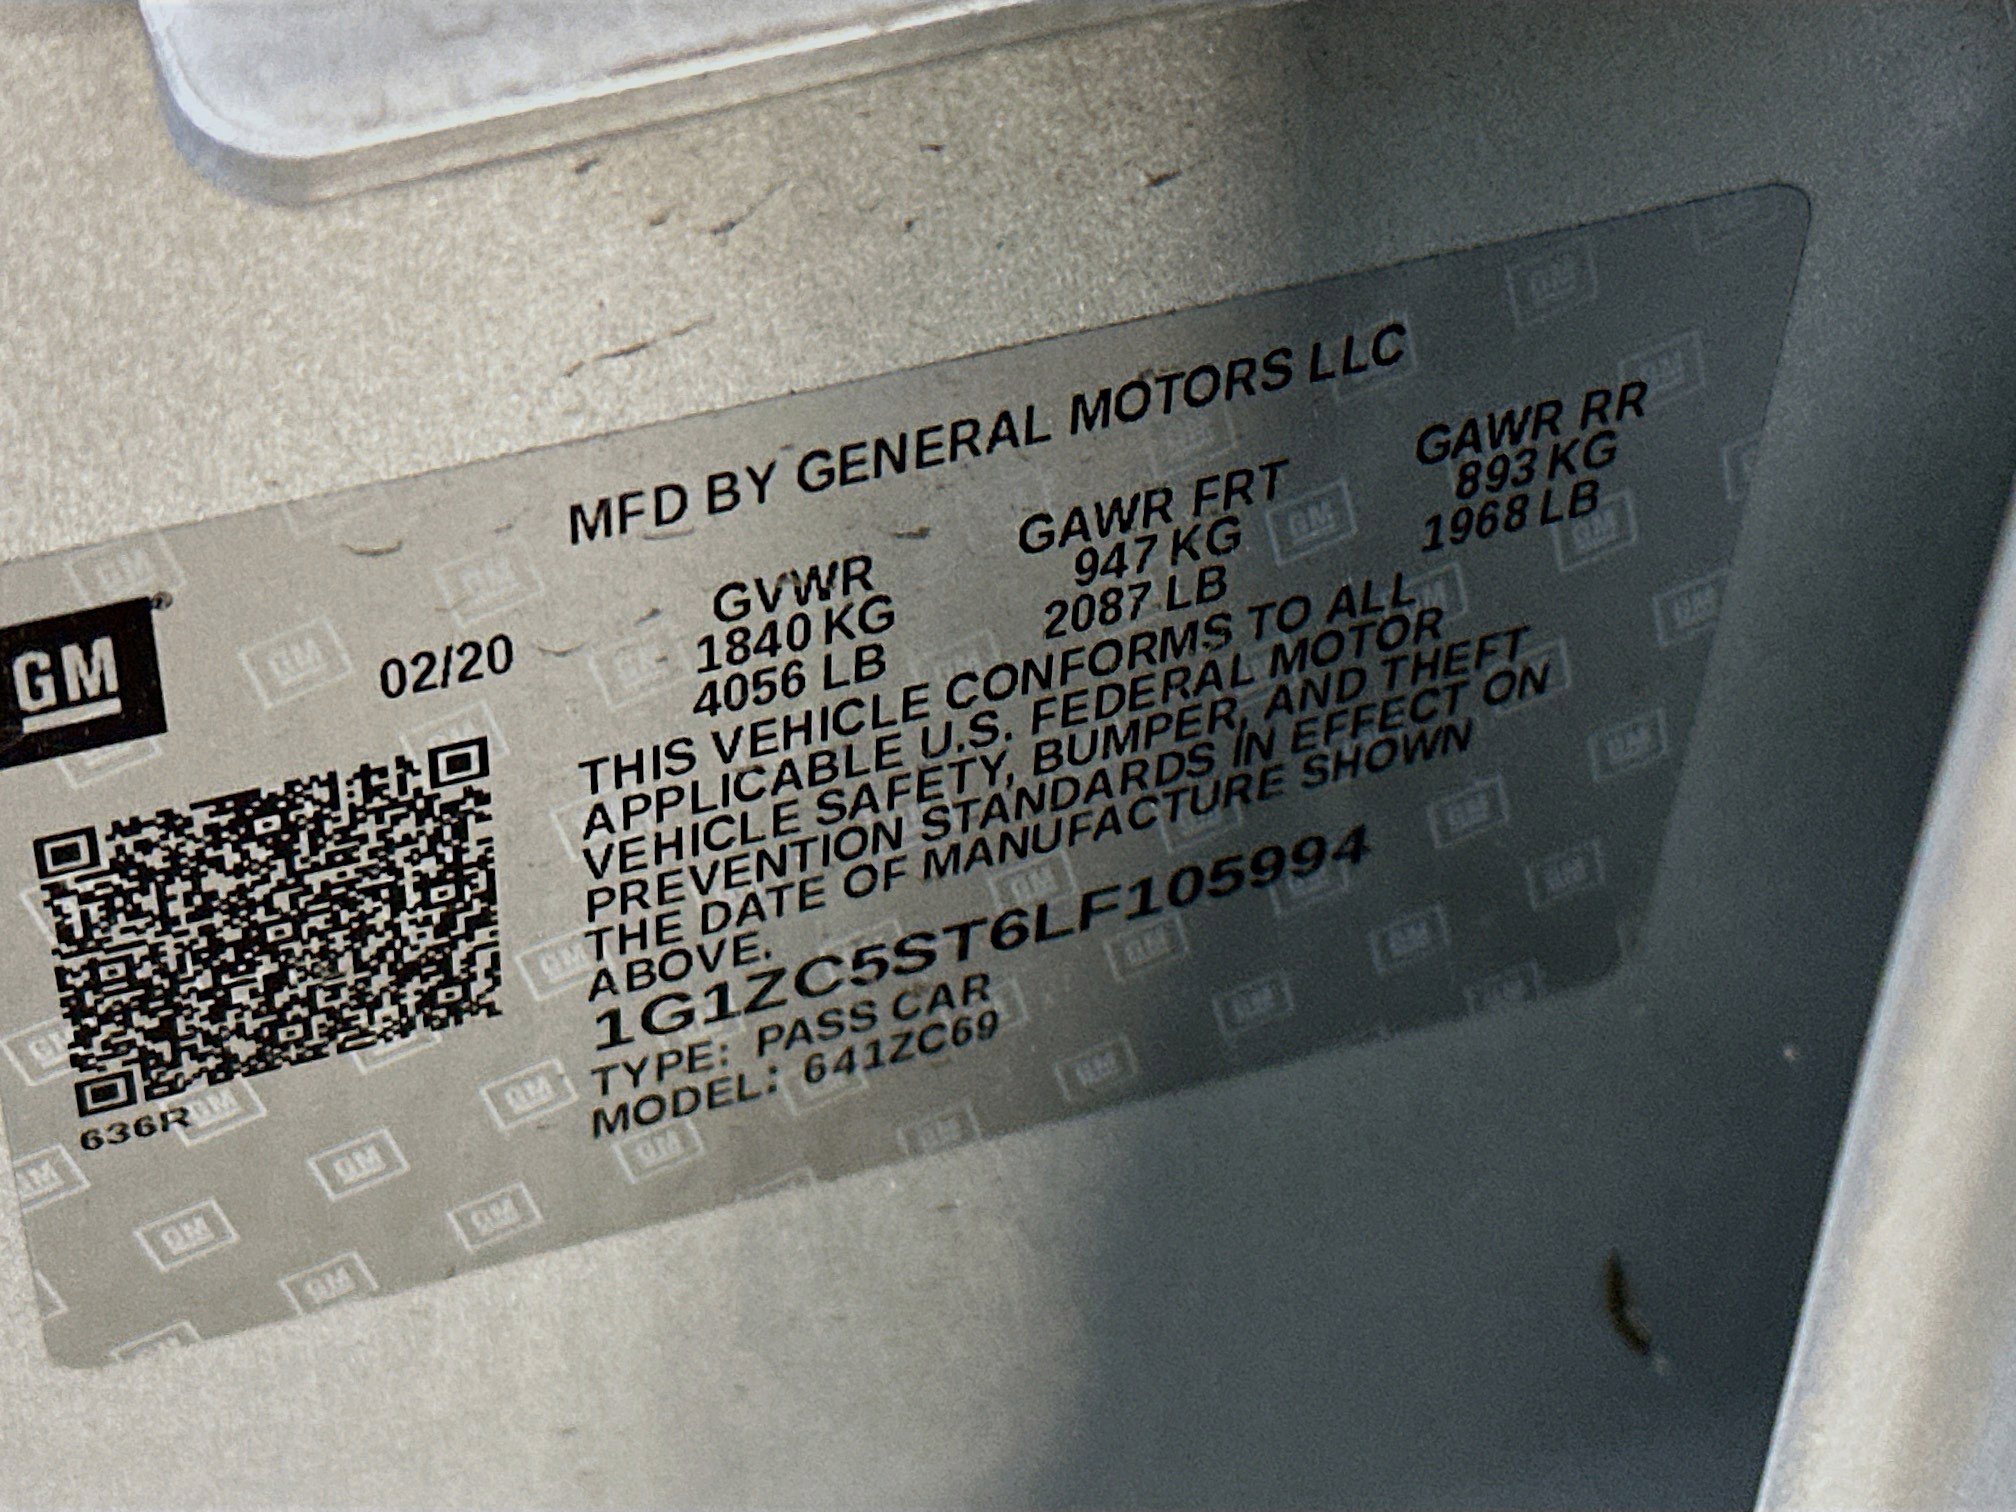 MFD BY GENERAL MOTORS LLC
GM®
02/20
GVWR GAWR FRT GAWR RR
1840 KG 947 KG 893 KG
4056 LB 2087 LB 1968 LB
THIS VEHICLE CONFORMS TO ALL
APPLICABLE U.S. FEDERAL MOTOR
VEHICLE SAFETY, BUMPER, AND THEFT
PREVENTION STANDARDS IN EFFECT ON
THE DATE OF MANUFACTURE SHOWN
ABOVE.
1G1ZC5ST6LF105994
TYPE: PASS CAR
MODEL: 641ZC69
636R